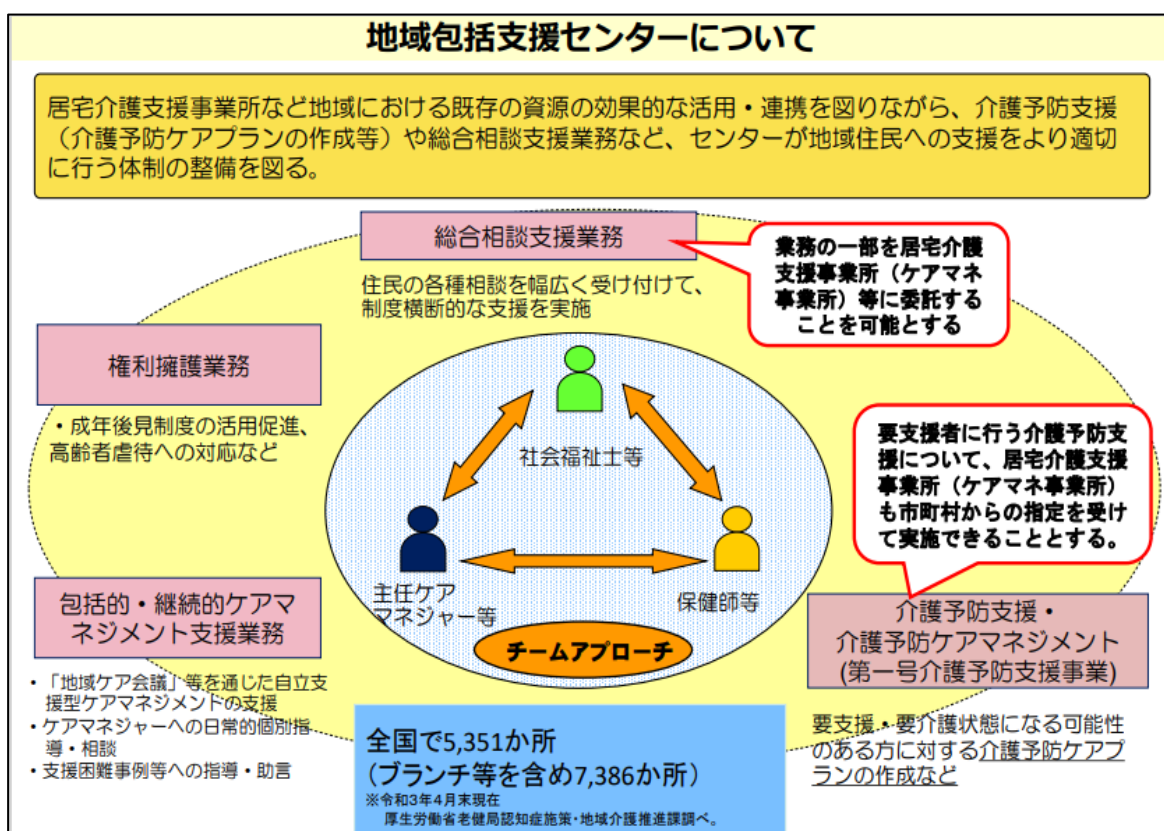 地域包括支援センターについて
居宅介護支援事業所など地域における既存の資源の効果的な活用・連携を図りながら、介護予防支援
（介護予防ケアプランの作成等）や総合相談支援業務など、センターが地域住民への支援をより適切
に行う体制の整備を図る。
総合相談支援業務
住民の各種相談を幅広く受け付けて、
制度横断的な支援を実施
業務の一部を居宅介護
支援事業所（ケアマネ
事業所）等に委託する
ことを可能とする
権利擁護業務
・成年後見制度の活用促進、
高齢者虐待への対応など
社会福祉士等
要支援者に行う介護予防支
援について、居宅介護支援
事業所（ケアマネ事業所）
も市町村からの指定を受け
て実施できることとする。
主任ケア
マネジャー等
保健師等
チームアプローチ
包括的・継続的ケアマ
ネジメント支援業務
・「地域ケア会議」等を通じた自立支
援型ケアマネジメントの支援
・ケアマネジャーへの日常的個別指
導・相談
・支援困難事例等への指導・助言
介護予防支援・
介護予防ケアマネジメント
(第一号介護予防支援事業)
要支援・要介護状態になる可能性
のある方に対する介護予防ケアプ
ランの作成など
全国で5,351か所
（ブランチ等を含め7,386か所）
※令和3年4月末現在
厚生労働省老健局認知症施策・地域介護推進課調べ。